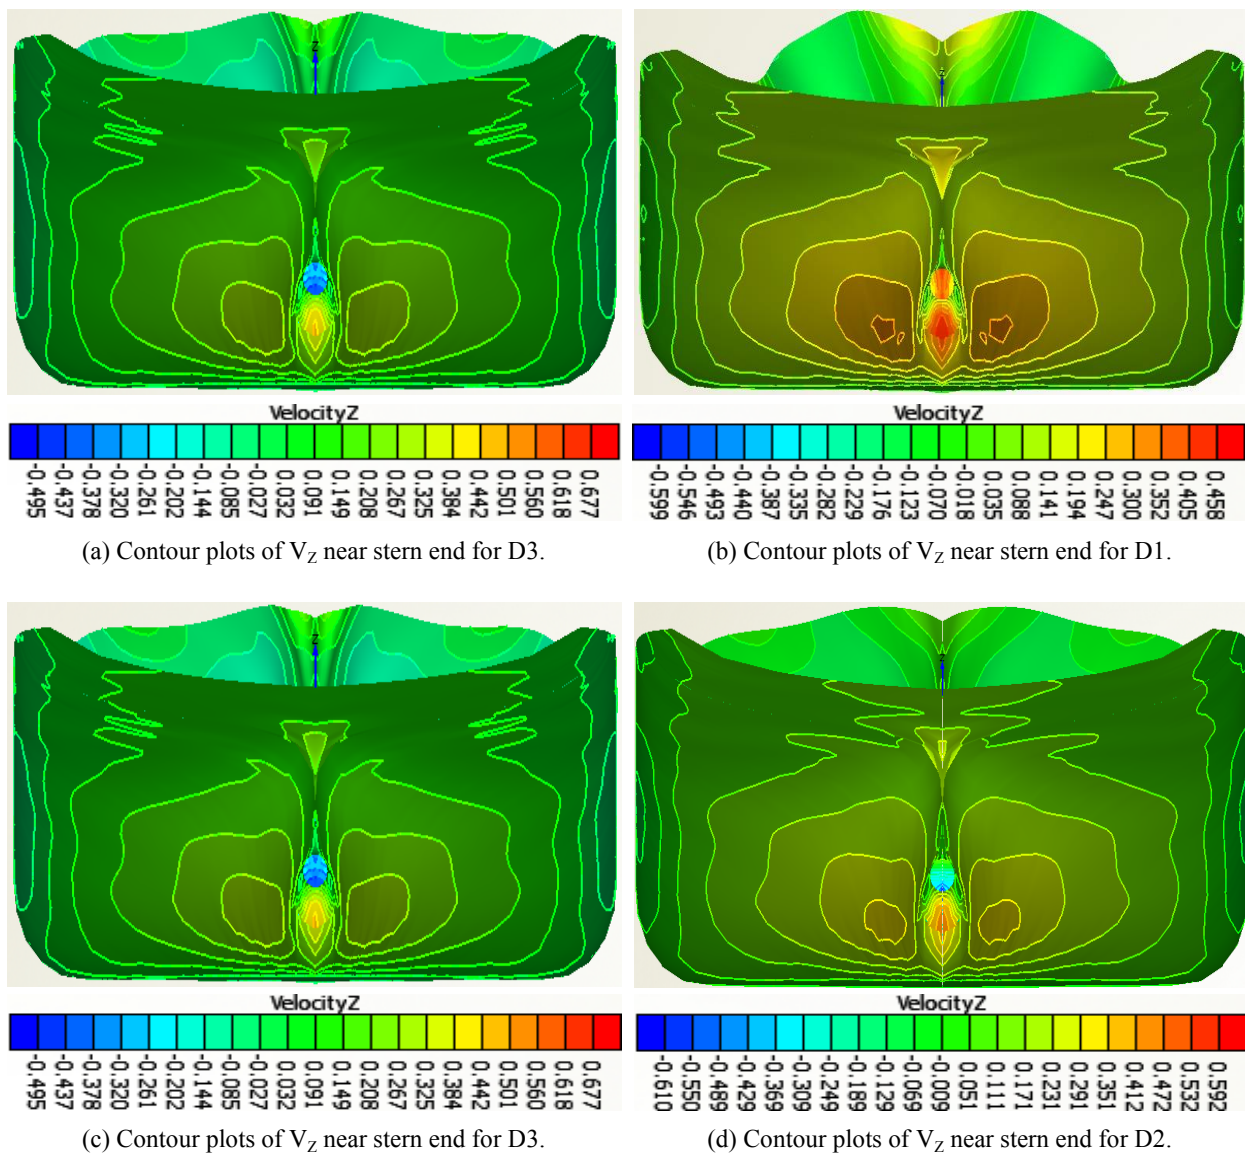 Z
Z
VelocityZ
VelocityZ
-0.495 -0.437 -0.378 -0.320 -0.261 -0.202 -0.144 -0.085 -0.027 0.032 0.091 0.149 0.208 0.267 0.325 0.384 0.442 0.501 0.560 0.618 0.677
-0.599 -0.546 -0.493 -0.440 -0.387 -0.335 -0.282 -0.229 -0.176 -0.123 -0.070 -0.018 0.035 0.088 0.141 0.194 0.247 0.300 0.352 0.405 0.458
(a) Contour plots of VZ near stern end for D3.
(b) Contour plots of VZ near stern end for D1.
Z
Z
VelocityZ
VelocityZ
-0.495 -0.437 -0.378 -0.320 -0.261 -0.202 -0.144 -0.085 -0.027 0.032 0.091 0.149 0.208 0.267 0.325 0.384 0.442 0.501 0.560 0.618 0.677
-0.610 -0.550 -0.489 -0.429 -0.369 -0.309 -0.249 -0.189 -0.129 -0.069 -0.009 0.051 0.111 0.171 0.231 0.291 0.351 0.412 0.472 0.532 0.592
(c) Contour plots of VZ near stern end for D3.
(d) Contour plots of VZ near stern end for D2.